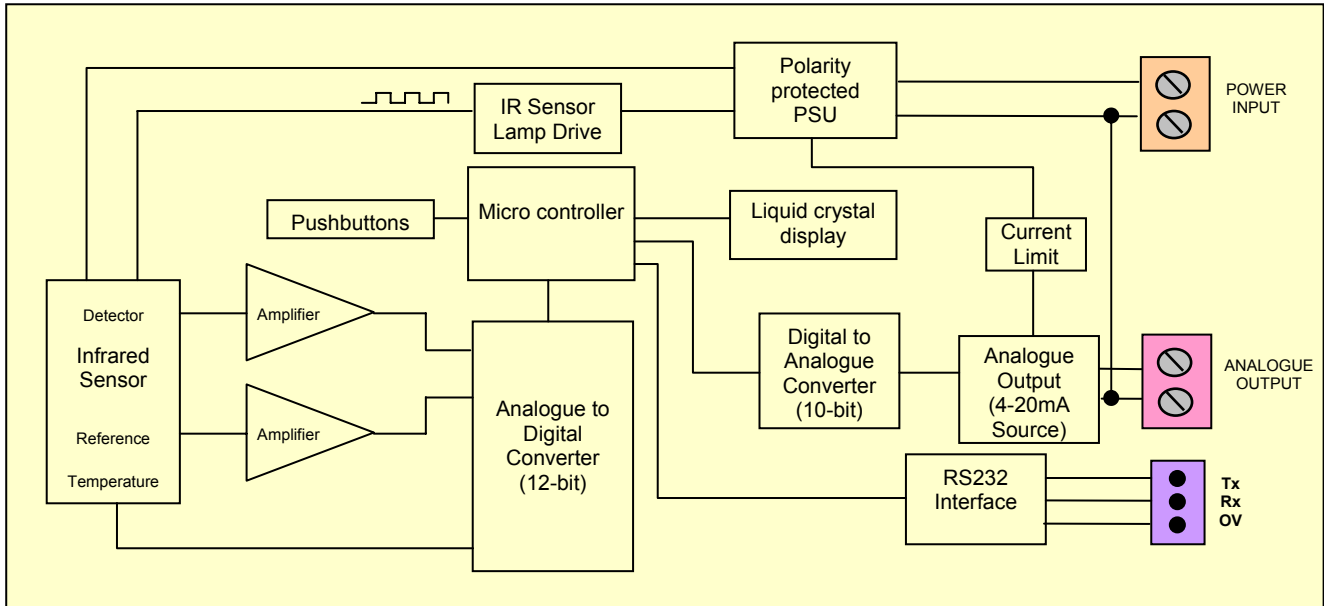 Polarity
protected
PSU
POWER
INPUT
IR Sensor
Lamp Drive
Pushbuttons
Micro controller
Liquid crystal
display
Current
Limit
Detector
Infrared
Sensor
Reference
Temperature
Amplifier
Amplifier
Analogue to
Digital
Converter
(12-bit)
Digital to
Analogue
Converter
(10-bit)
Analogue
Output
(4-20mA
Source)
ANALOGUE
OUTPUT
RS232
Interface
Tx
Rx
OV